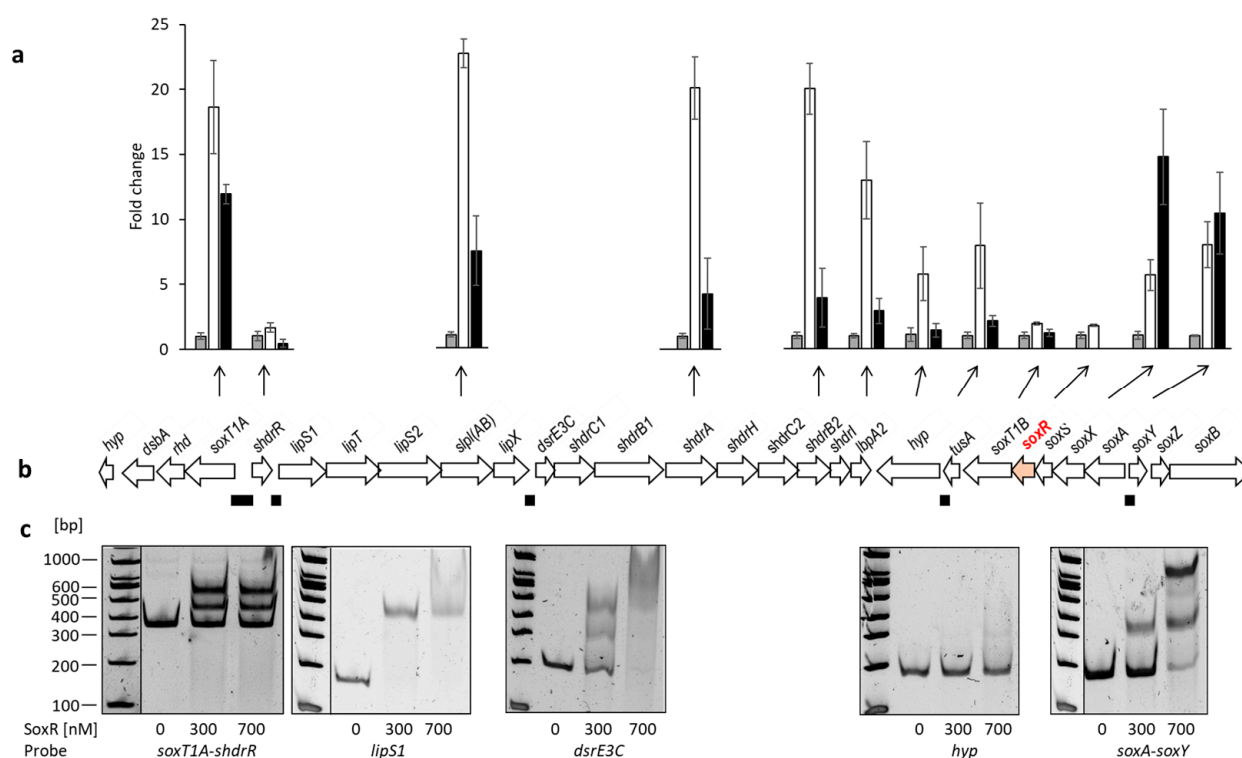 a
25
20
15
10
5
0
Fold change
hyp dsbA rhd soxT1A shdrR lipS1 lipT lipS2 slpl(AB) lipX dsrE3C shdrC1 shdrB1 shdrA shdrH shdrC2 shdrB2 shdrI lbpA2 hyp tusA soxT1B soxR soxS soxX soxA soxY soxZ soxB
b
c
[bp]
1000
600
500
400
300
200
100
SoxR [nM] 0 300 700 0 300 700 0 300 700 0 300 700 0 300 700
Probe soxT1A-shdrR lipS1 dsrE3C hyp soxA-soxY